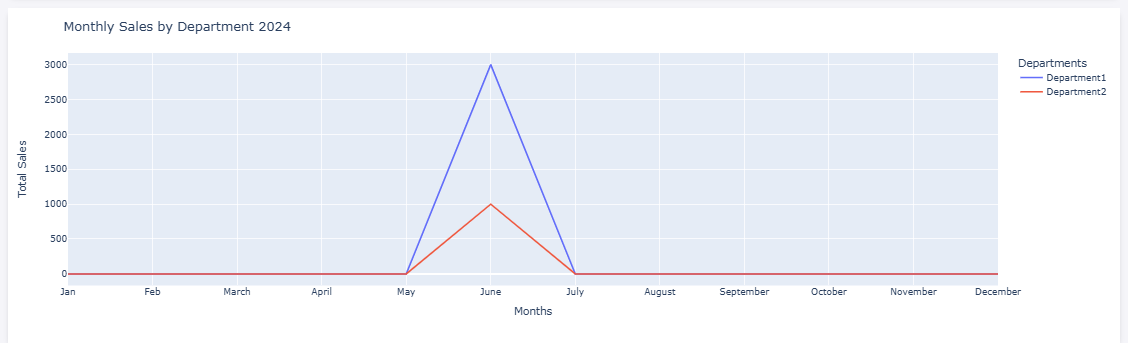 Monthly Sales by Department 2024
Departments
Department1
Department2
Total Sales
3000
2500
2000
1500
1000
500
0
Jan Feb March April May June July August September October November December
Months